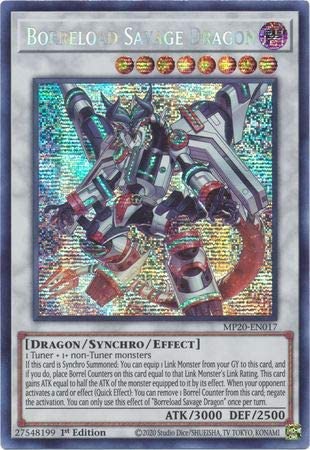 Borreload Savage Dragon
MP20-EN017
[Dragon/Synchro/Effect]
1 Tuner + 1+ non-Tuner monsters
If this card is Synchro Summoned: You can equip 1 Link Monster from your GY to this card, and
if you do, place Borrel Counters on this card equal to that Link Monster's Link Rating. This card
gains ATK equal to half the ATK of the monster equipped to it by its effect. When your opponent
activates a card or effect (Quick Effect): You can remove 1 Borrel Counter from this card;
negate the activation. You can only use this effect of "Borreload Savage Dragon" once per turn.
ATK/3000 DEF/2500
27548199 1st Edition ©2020 Studio Dice/SHUEISHA, TV TOKYO, KONAMI